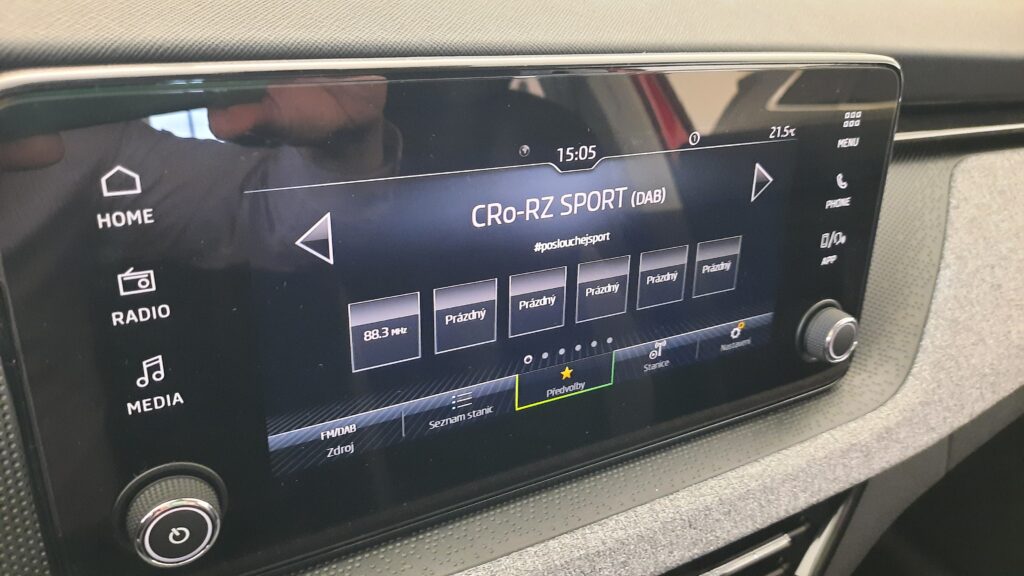 15:05
21.5°C
MENU
HOME
CRo-RZ SPORT (DAB)
PHONE
#poslouchejsport
APP
RADIO
88.3 MHz
Prázdný
Prázdný
Prázdný
Prázdný
Prázdný
MEDIA
FM/DAB
Zdroj
Seznam stanic
Předvolby
Stanice
Nastavení